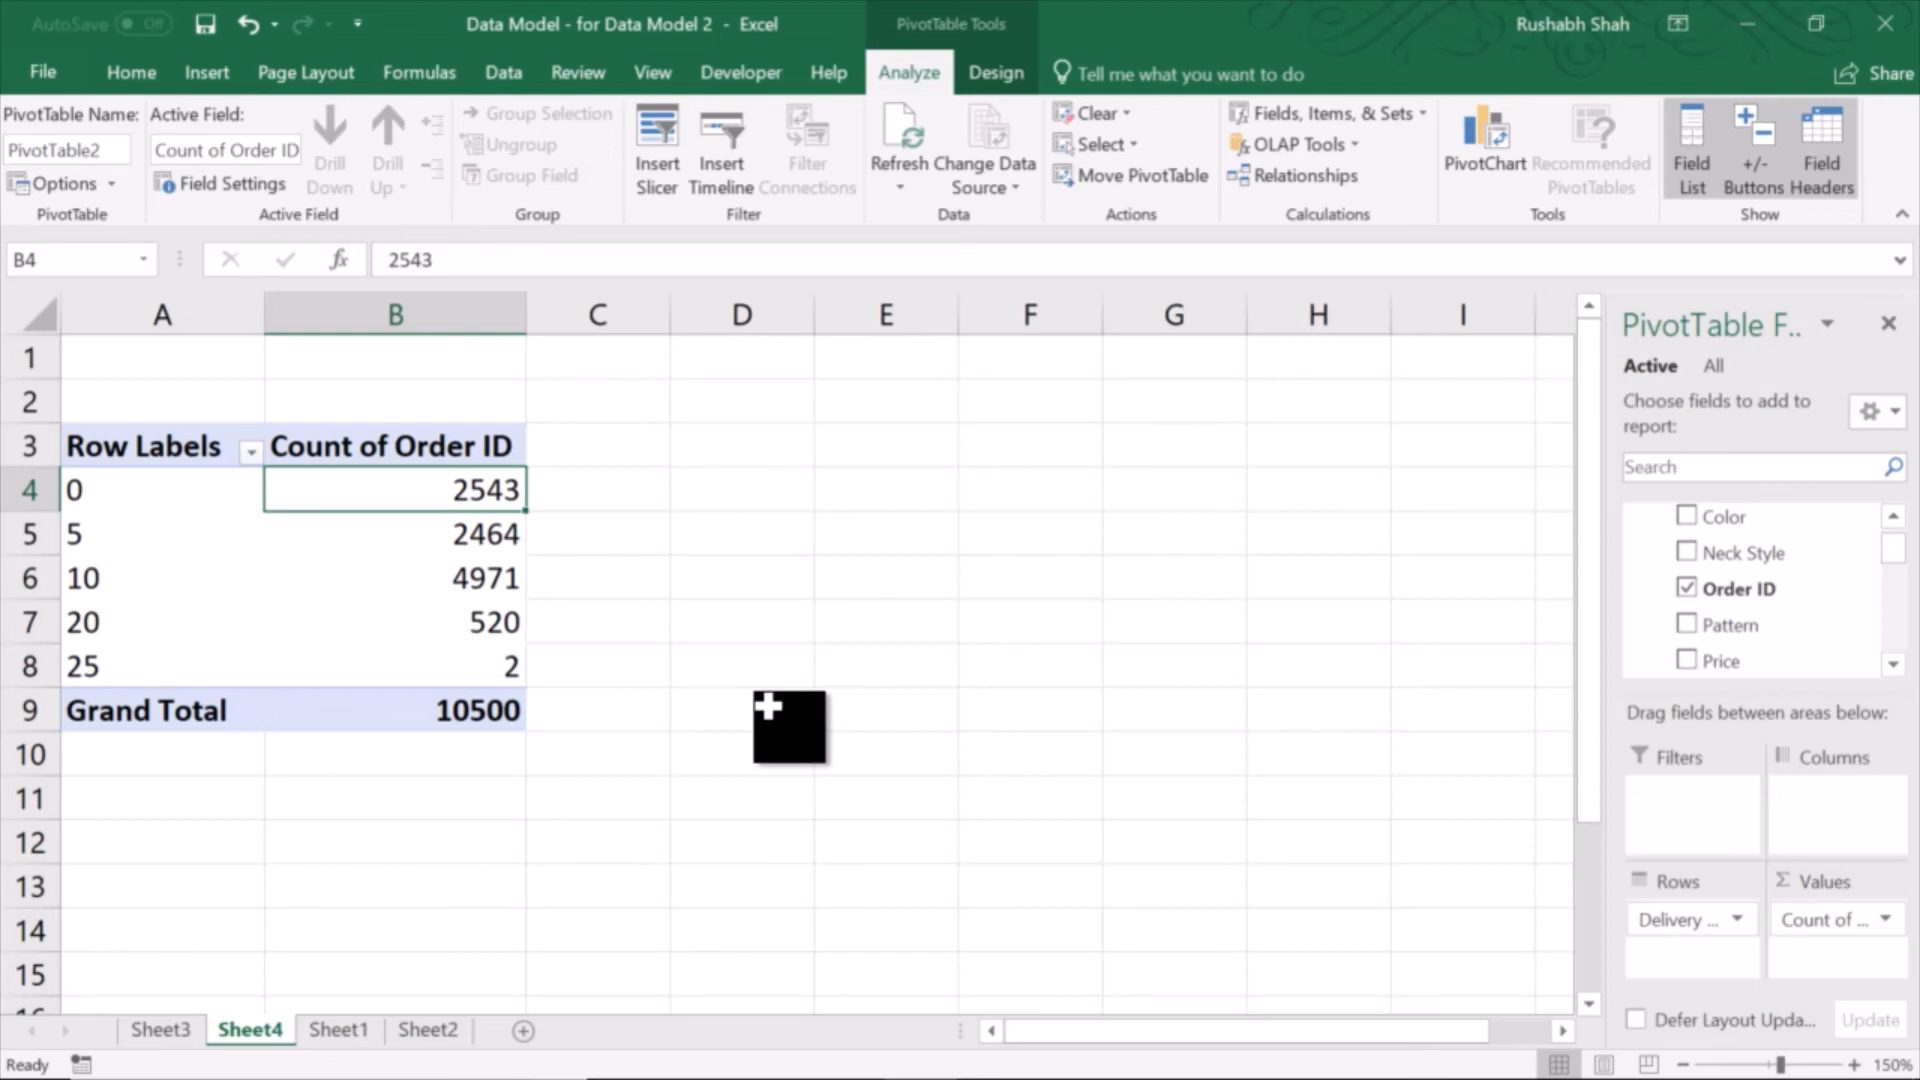 AutoSave Off
Data Model - for Data Model 2 - Excel
PivotTable Tools
Rushabh Shah
File Home Insert Page Layout Formulas Data Review View Developer Help Analyze Design Tell me what you want to do Share
PivotTable Name:
PivotTable2
Options
PivotTable
Active Field:
Count of Order ID
Field Settings
Drill Down
Drill Up
Active Field
Group Selection
Ungroup
Group Field
Group
Insert Slicer
Insert Timeline
Filter Connections
Filter
Refresh
Change Data Source
Data
Clear
Select
Move PivotTable
Actions
Fields, Items, & Sets
OLAP Tools
Relationships
Calculations
PivotChart
Recommended PivotTables
Tools
Field List
+/- Buttons
Field Headers
Show
B4
fx
2543
A B C D E F G H I
1
2
3 Row Labels Count of Order ID
4 0 2543
5 5 2464
6 10 4971
7 20 520
8 25 2
9 Grand Total 10500
10
11
12
13
14
15
PivotTable F..
Active All
Choose fields to add to
report:
Search
Color
Neck Style
Order ID
Pattern
Price
Drag fields between areas below:
Filters
Columns
Rows
Σ Values
Delivery ...
Count of ...
Defer Layout Upda...
Update
Sheet3 Sheet4 Sheet1 Sheet2
Ready
150%